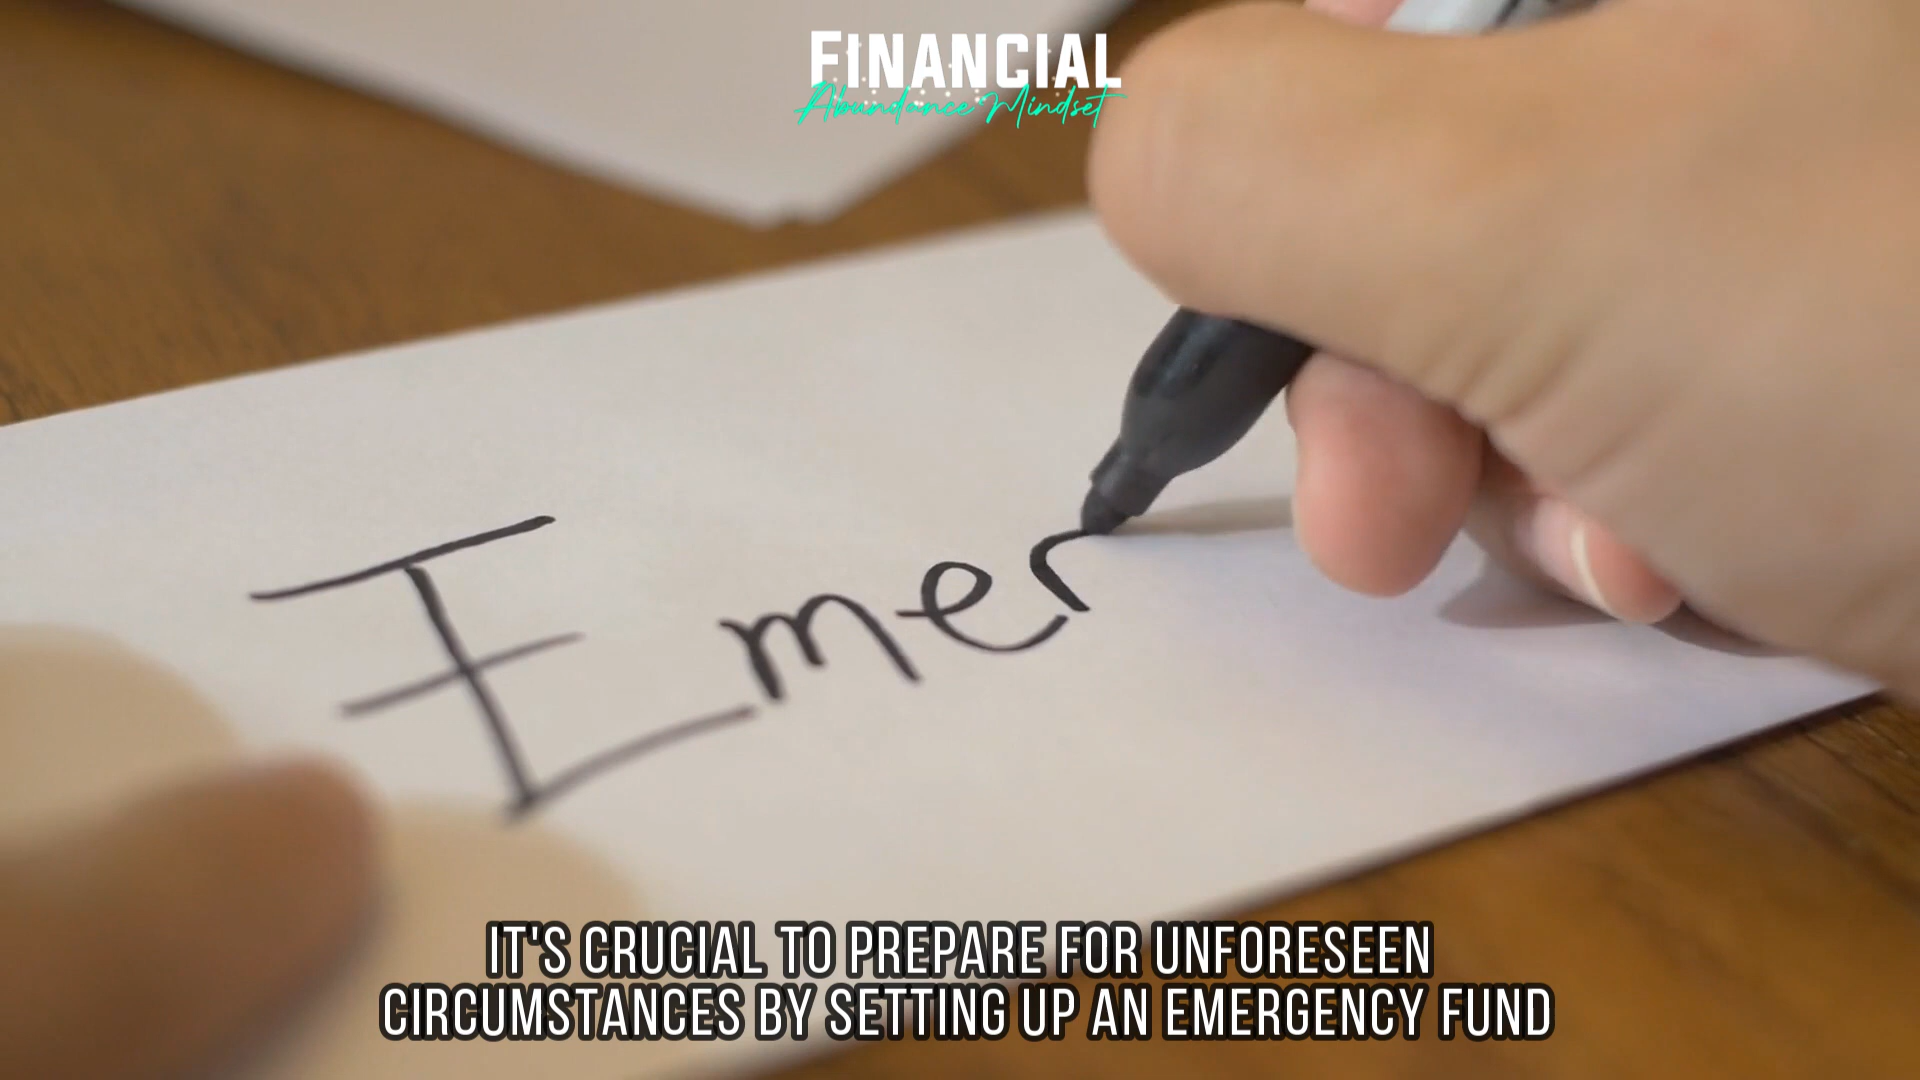 FINANCIAL
Abundance Mindset
Emer
IT'S CRUCIAL TO PREPARE FOR UNFORESEEN
CIRCUMSTANCES BY SETTING UP AN EMERGENCY FUND